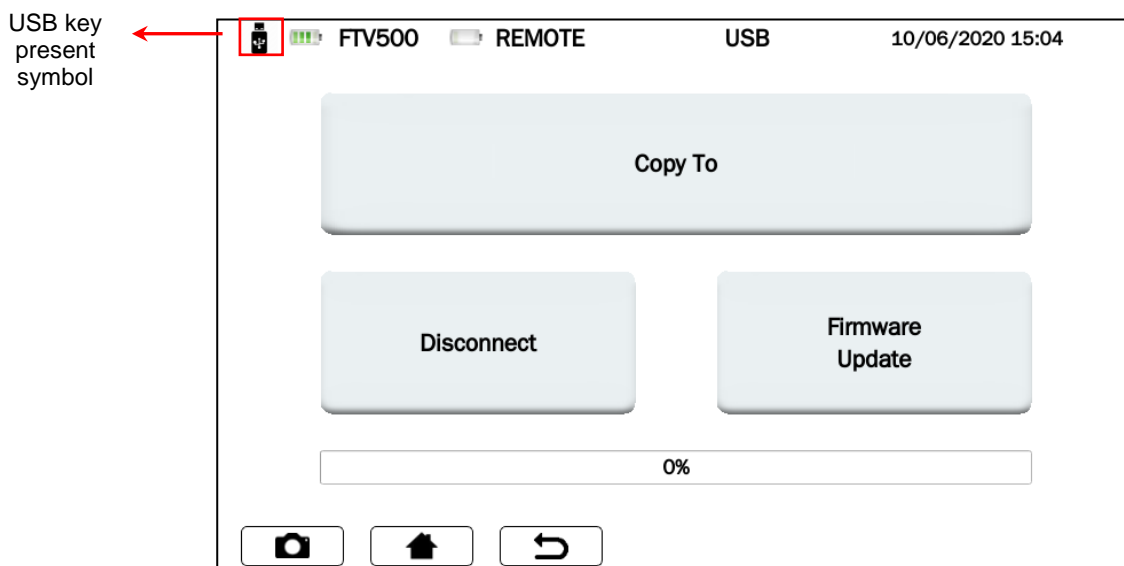 USB key
present
symbol
FTV500 REMOTE USB 10/06/2020 15:04
Copy To
Disconnect
Firmware
Update
0%